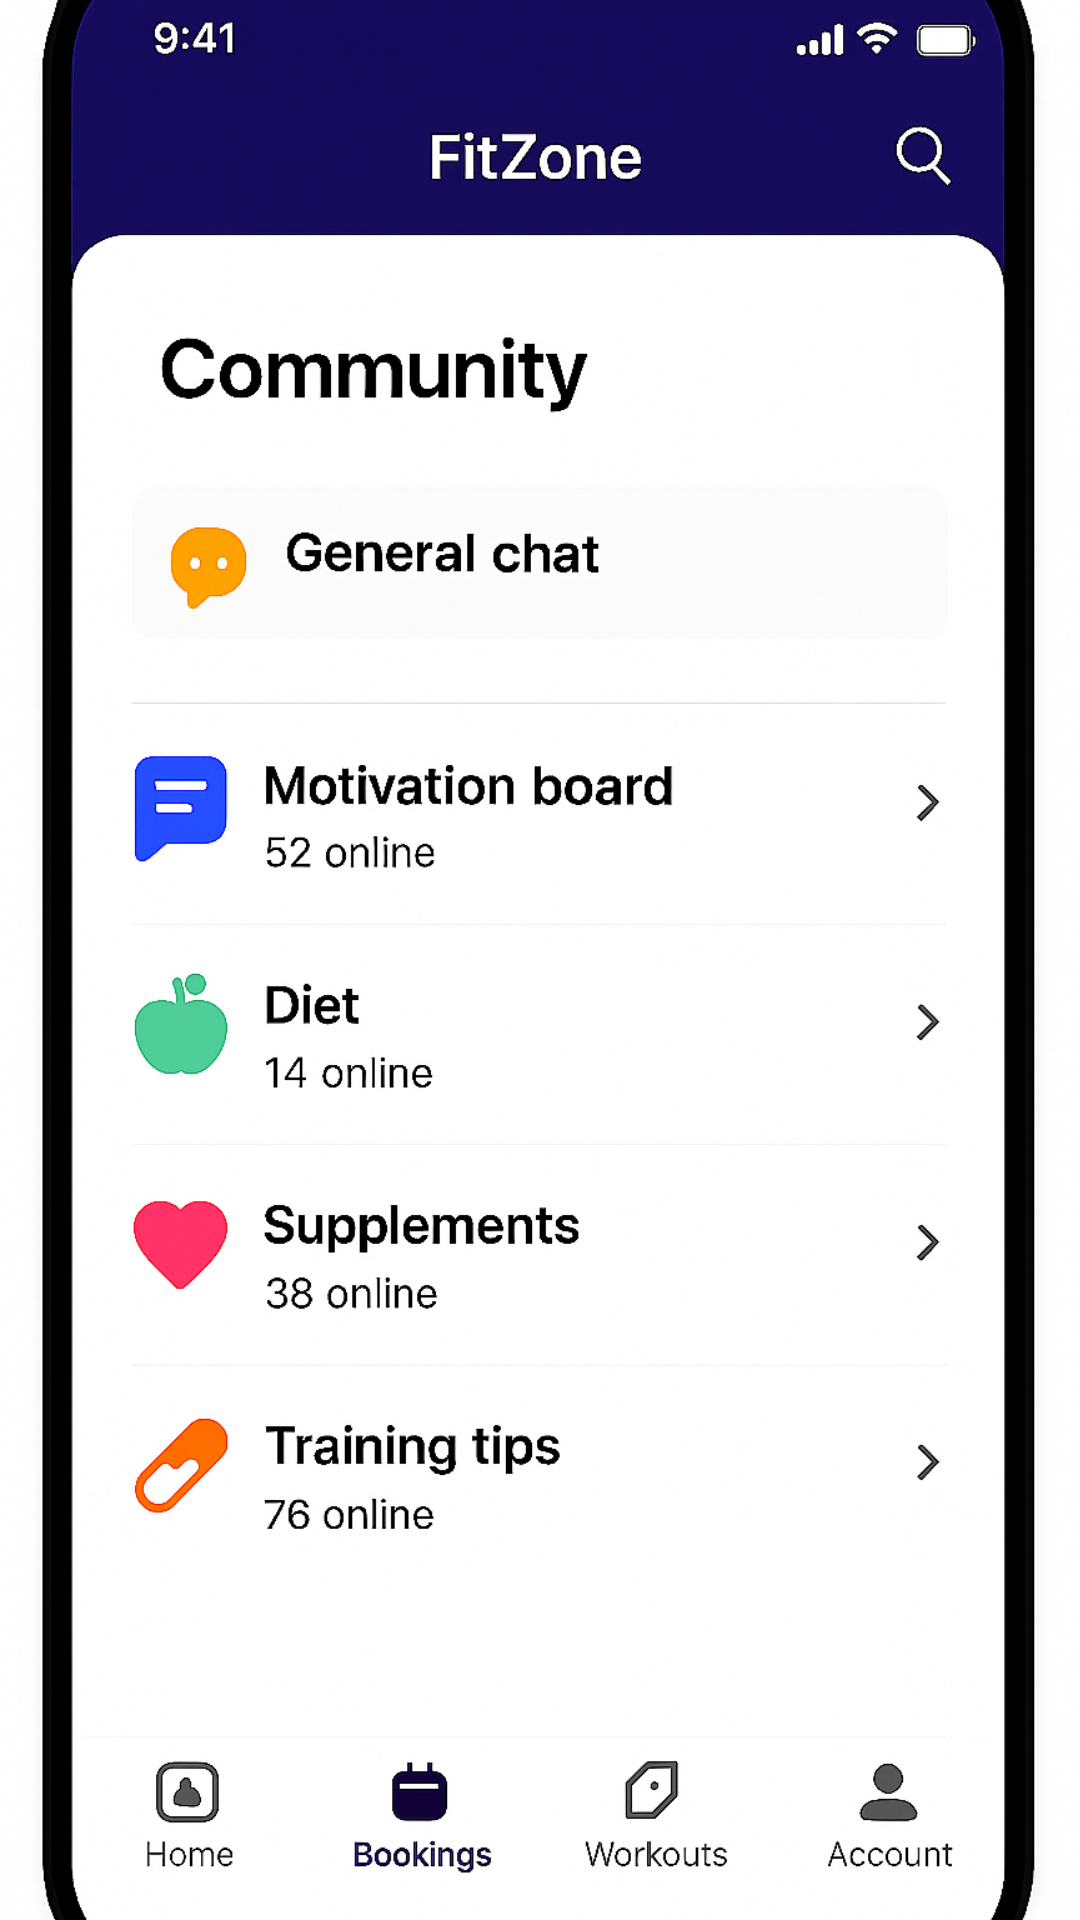 9:41
FitZone
Community
General chat
Motivation board
52 online
Diet
14 online
Supplements
38 online
Training tips
76 online
Home
Bookings
Workouts
Account